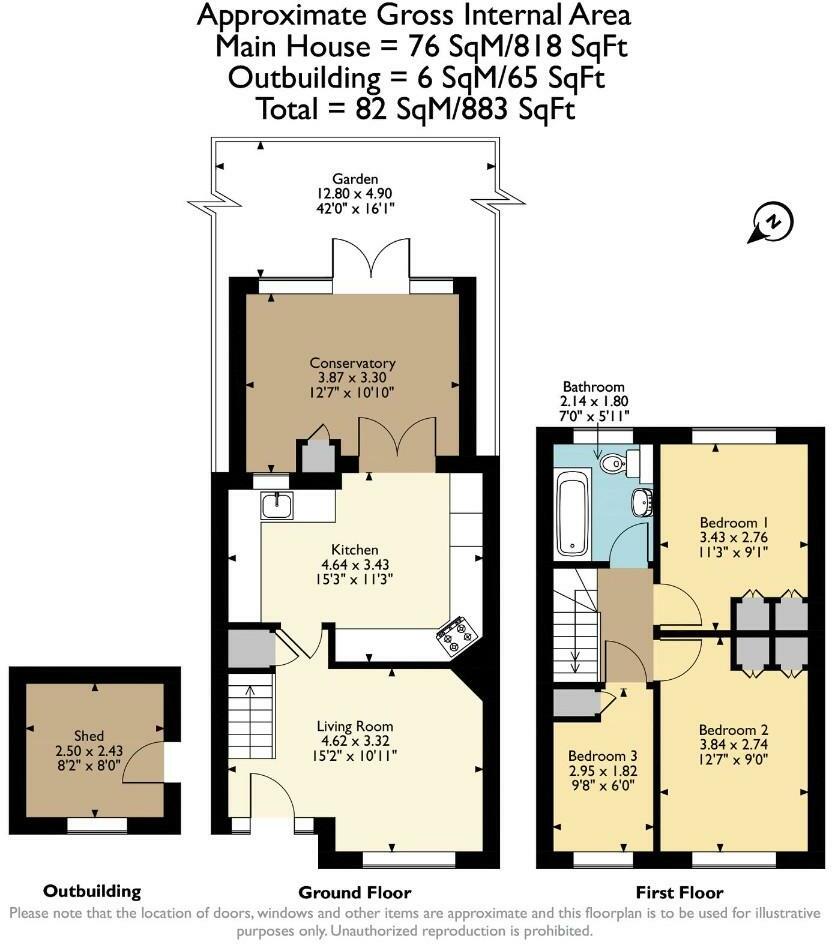 Approximate Gross Internal Area
Main House = 76 SqM/818 SqFt
Outbuilding = 6 SqM/65 SqFt
Total = 82 SqM/883 SqFt
Garden
12.80 x 4.90
42'0" x 16'1"
N
Conservatory
3.87 x 3.30
12'7" x 10'10"
Bathroom
2.14 x 1.80
7'0" x 5'11"
Bedroom 1
3.43 x 2.76
11'3" x 9'1"
Kitchen
4.64 x 3.43
15'3" x 11'3"
Living Room
4.62 x 3.32
15'2" x 10'11"
Shed
2.50 x 2.43
8'2" x 8'0"
Bedroom 2
3.84 x 2.74
12'7" x 9'0"
Bedroom 3
2.95 x 1.82
9'8" x 6'0"
Outbuilding
Ground Floor
First Floor
Please note that the location of doors, windows and other items are approximate and this floorplan is to be used for illustrative
purposes only. Unauthorized reproduction is prohibited.